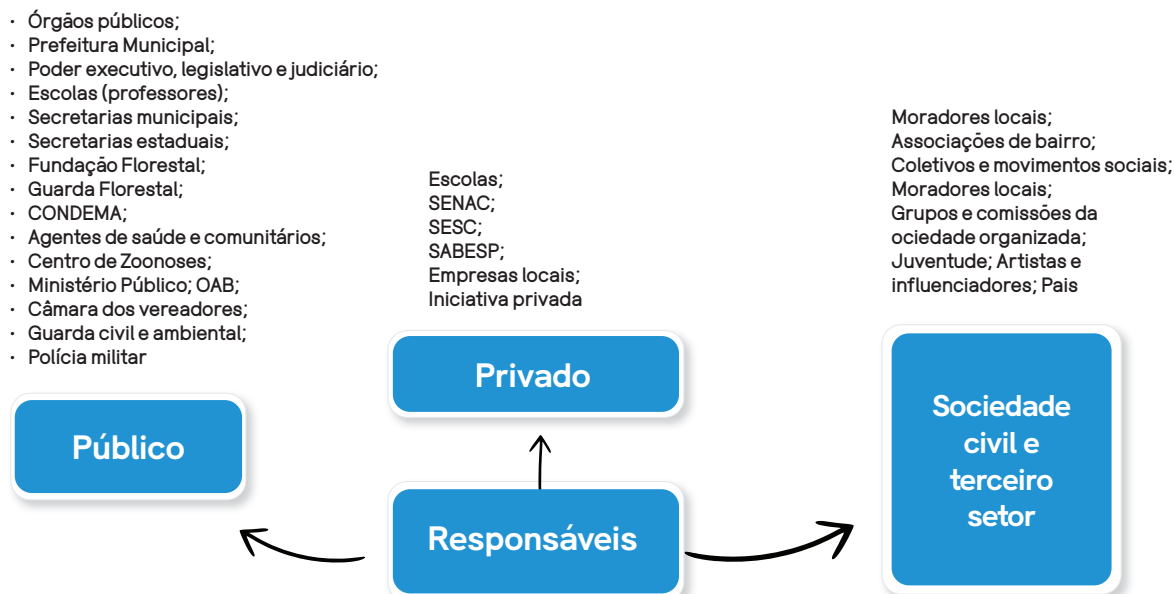 · Órgãos públicos;
· Prefeitura Municipal;
· Poder executivo, legislativo e judiciário;
· Escolas (professores);
· Secretarias municipais;
· Secretarias estaduais;
· Fundação Florestal;
· Guarda Florestal;
· CONDEMA;
· Agentes de saúde e comunitários;
· Centro de Zoonoses;
· Ministério Público; OAB;
· Câmara dos vereadores;
· Guarda civil e ambiental;
· Polícia militar
Público
Escolas;
SENAC;
SESC;
SABESP;
Empresas locais;
Iniciativa privada
Privado
Responsáveis
Moradores locais;
Associações de bairro;
Coletivos e movimentos sociais;
Moradores locais;
Grupos e comissões da
ociedade organizada;
Juventude; Artistas e
influenciadores; Pais
Sociedade
civil e
terceiro
setor